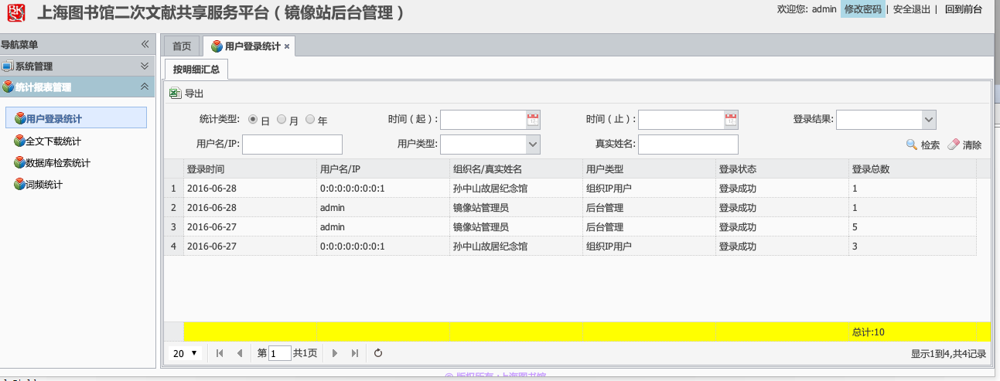 上海图书馆二次文献共享服务平台（镜像站后台管理）
欢迎您: admin 修改密码 | 安全退出 | 回到前台
导航菜单
系统管理
统计报表管理
用户登录统计
全文下载统计
数据库检索统计
词频统计
首页 用户登录统计 ×
按明细汇总
导出
统计类型: 日 月 年 时间（起）: 时间（止）: 登录结果:
用户名/IP: 用户类型: 真实姓名: 检索 清除
登录时间 用户名/IP 组织名/真实姓名 用户类型 登录状态 登录总数
1 2016-06-28 0:0:0:0:0:0:0:1 孙中山故居纪念馆 组织IP用户 登录成功 1
2 2016-06-28 admin 镜像站管理员 后台管理 登录成功 1
3 2016-06-27 admin 镜像站管理员 后台管理 登录成功 5
4 2016-06-27 0:0:0:0:0:0:0:1 孙中山故居纪念馆 组织IP用户 登录成功 3
总计:10
20 第 1 共1页 显示1到4,共4记录
© 版权所有 :上海图书馆